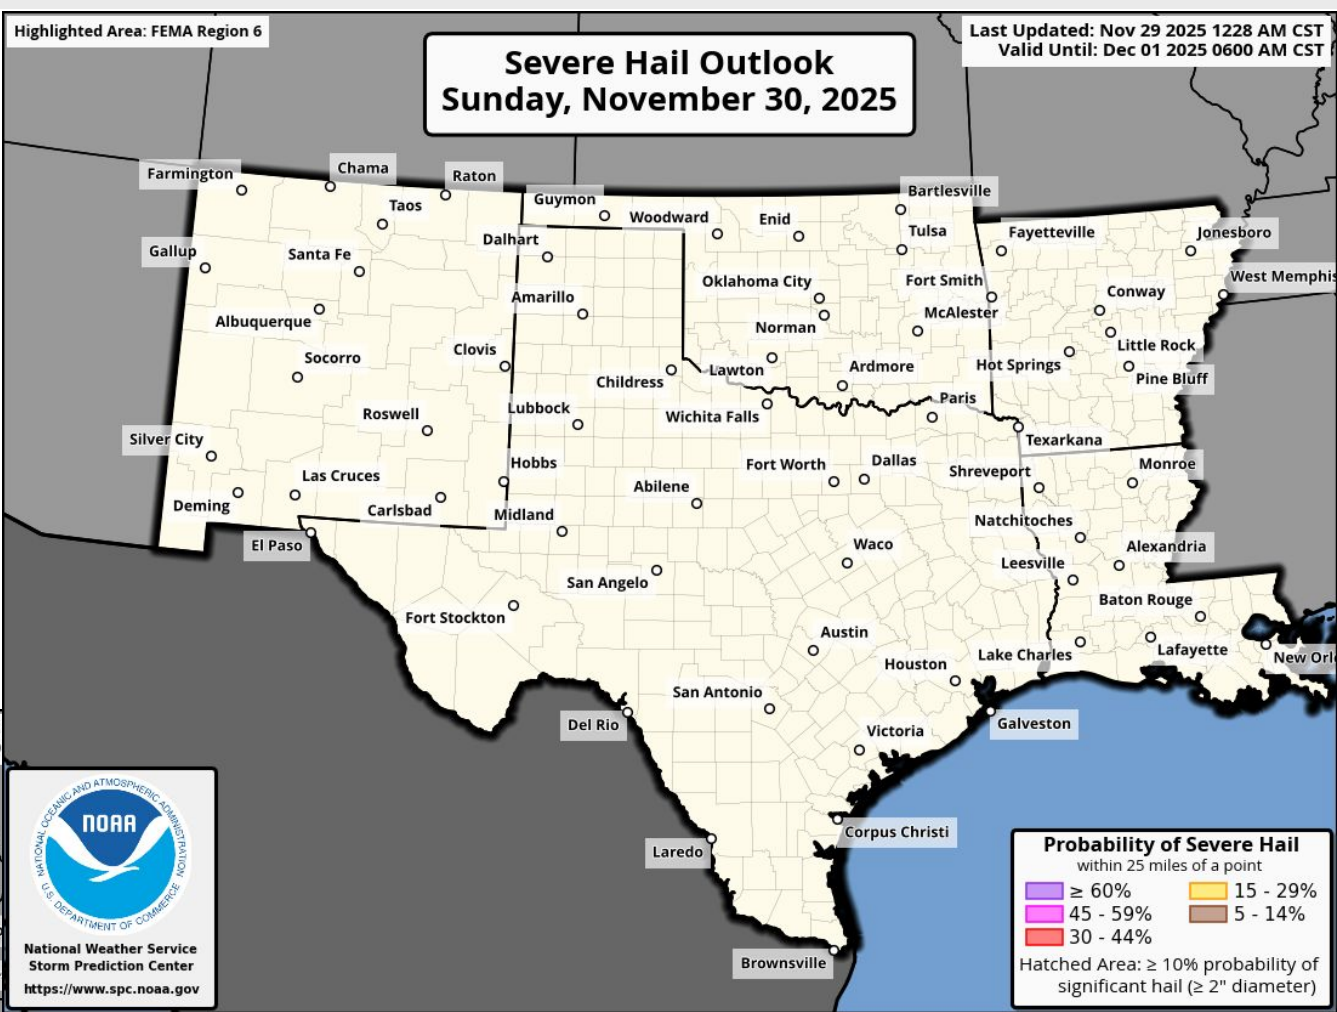 Highlighted Area: FEMA Region 6
Last Updated: Nov 29 2025 1228 AM CST
Valid Until: Dec 01 2025 0600 AM CST
Severe Hail Outlook
Sunday, November 30, 2025
Farmington
Chama
Raton
Taos
Guymon
Woodward
Enid
Bartlesville
Tulsa
Fayetteville
Jonesboro
Gallup
Santa Fe
Dalhart
Oklahoma City
Fort Smith
West Memphis
Amarillo
Conway
Albuquerque
Norman
McAlester
Little Rock
Socorro
Clovis
Childress
Lawton
Ardmore
Hot Springs
Pine Bluff
Roswell
Lubbock
Wichita Falls
Paris
Silver City
Texarkana
Las Cruces
Hobbs
Abilene
Fort Worth
Dallas
Shreveport
Monroe
Deming
Carlsbad
Midland
Natchitoches
El Paso
Waco
Alexandria
San Angelo
Leesville
Fort Stockton
Baton Rouge
Austin
Houston
Lake Charles
Lafayette
New Orl
San Antonio
Del Rio
Victoria
Galveston
Laredo
Corpus Christi
Brownsville
NATIONAL OCEANIC AND ATMOSPHERIC ADMINISTRATION
NOAA
U.S. DEPARTMENT OF COMMERCE
National Weather Service
Storm Prediction Center
https://www.spc.noaa.gov
Probability of Severe Hail
within 25 miles of a point
≥ 60%
15 - 29%
45 - 59%
5 - 14%
30 - 44%
Hatched Area: ≥ 10% probability of
significant hail (≥ 2" diameter)